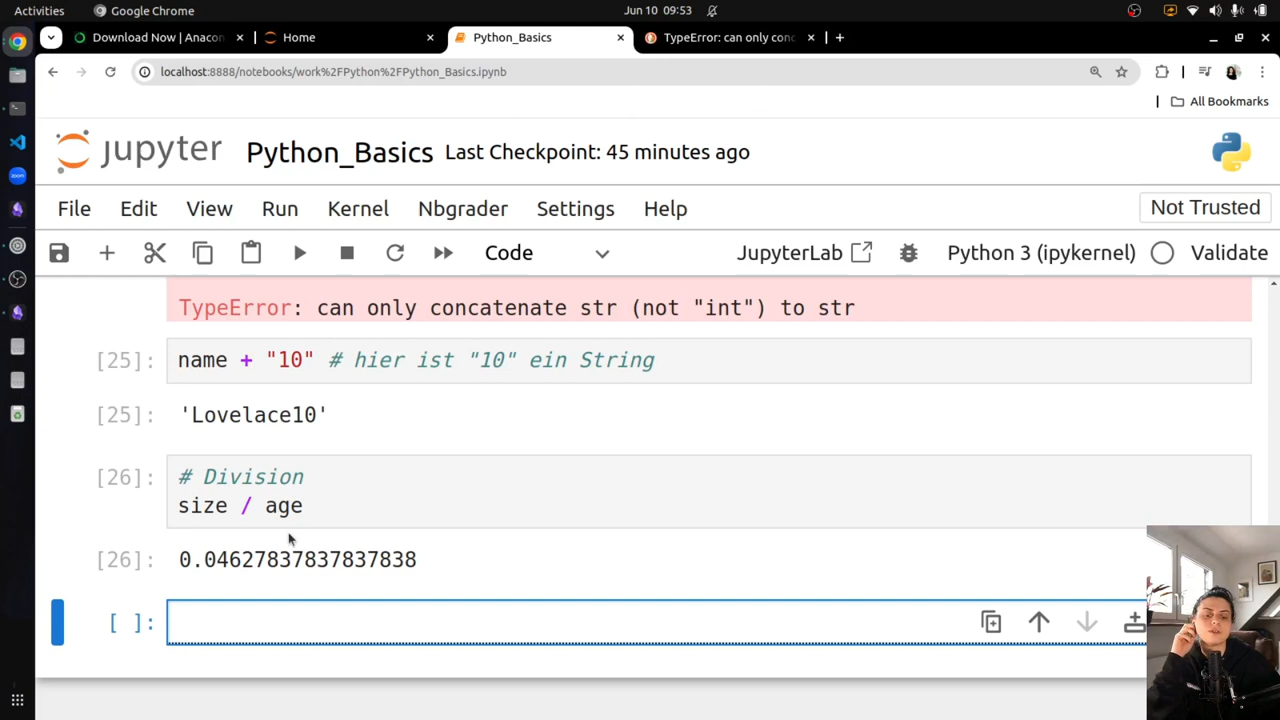 Activities
Google Chrome
Jun 10 09:53
Download Now | Anacon
Home
Python_Basics
TypeError: can only conc
localhost:8888/notebooks/work%2FPython%2FPython_Basics.ipynb
All Bookmarks
jupyter
Python_Basics
Last Checkpoint: 45 minutes ago
File Edit View Run Kernel Nbgrader Settings Help
Not Trusted
Code
JupyterLab
Python 3 (ipykernel)
Validate
TypeError: can only concatenate str (not "int") to str
[25]: name + "10" # hier ist "10" ein String
[25]: 'Lovelace10'
[26]: # Division
size / age
[26]: 0.04627837837837838
[ ]:
zoom